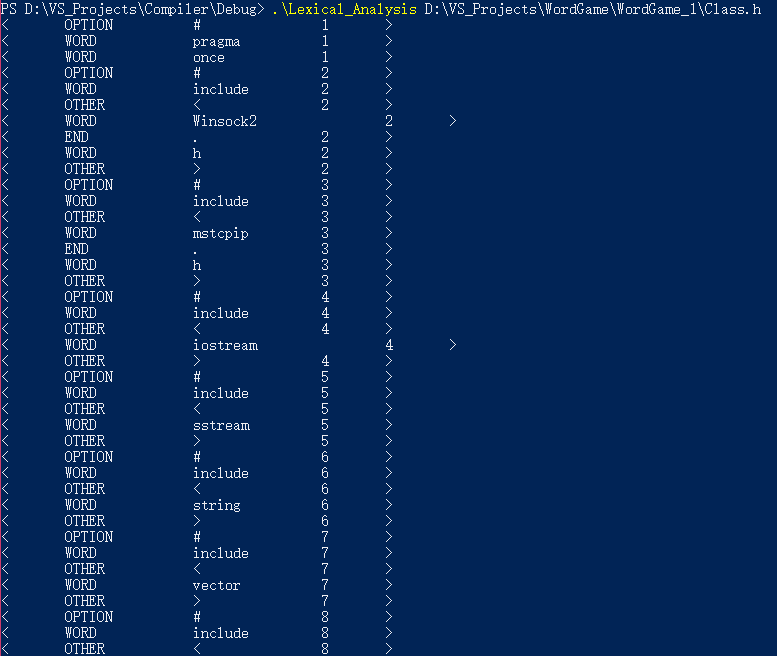 PS D:\VS_Projects\Compiler\Debug> .\Lexical_Analysis D:\VS_Projects\WordGame\WordGame_1\Class.h
< OPTION # 1 >
< WORD pragma 1 >
< WORD once 1 >
< OPTION # 2 >
< WORD include 2 >
< OTHER < 2 >
< WORD Winsock2 2 >
< END . 2 >
< WORD h 2 >
< OTHER > 2 >
< OPTION # 3 >
< WORD include 3 >
< OTHER < 3 >
< WORD mstcpip 3 >
< END . 3 >
< WORD h 3 >
< OTHER > 3 >
< OPTION # 4 >
< WORD include 4 >
< OTHER < 4 >
< WORD iostream 4 >
< OTHER > 4 >
< OPTION # 5 >
< WORD include 5 >
< OTHER < 5 >
< WORD sstream 5 >
< OTHER > 5 >
< OPTION # 6 >
< WORD include 6 >
< OTHER < 6 >
< WORD string 6 >
< OTHER > 6 >
< OPTION # 7 >
< WORD include 7 >
< OTHER < 7 >
< WORD vector 7 >
< OTHER > 7 >
< OPTION # 8 >
< WORD include 8 >
< OTHER < 8 >